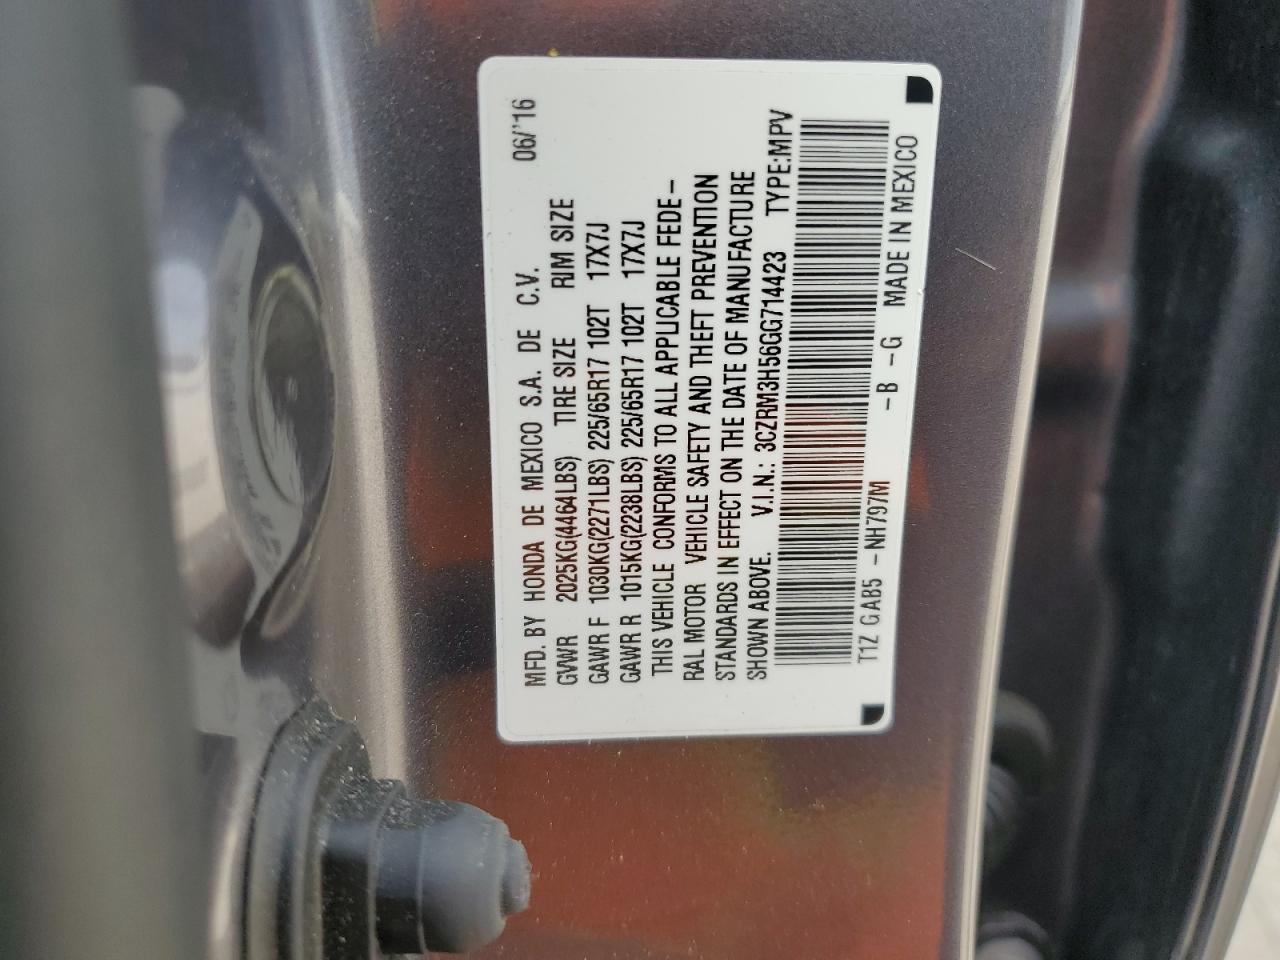 MFD. BY HONDA DE MEXICO S.A. DE C.V. 06/'16
GVWR 2025KG(4464LBS) TIRE SIZE RIM SIZE
GAWR F 1030KG(2271LBS) 225/65R17 102T 17X7J
GAWR R 1015KG(2238LBS) 225/65R17 102T 17X7J
THIS VEHICLE CONFORMS TO ALL APPLICABLE FEDE-
RAL MOTOR VEHICLE SAFETY AND THEFT PREVENTION
STANDARDS IN EFFECT ON THE DATE OF MANUFACTURE
SHOWN ABOVE. V.I.N.: 3CZRM3H56GG714423 TYPE:MPV
T1Z GAB5 -NH797M -B -G MADE IN MEXICO